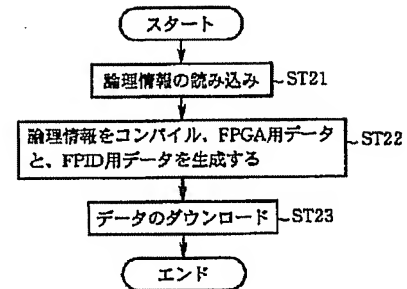 スタート
論理情報の読み込み ST21
論理情報をコンパイル、FPGA用データ ST22
と、FPID用データを生成する
データのダウンロード ST23
エンド